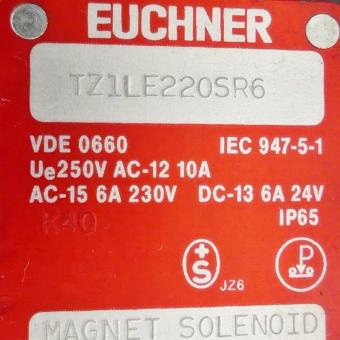 EUCHNER
TZ1LE220SR6
VDE 0660 IEC 947-5-1
Ue250V AC-12 10A
AC-15 6A 230V DC-13 6A 24V
K40 IP65
+S JZ6 P
MAGNET SOLENOID